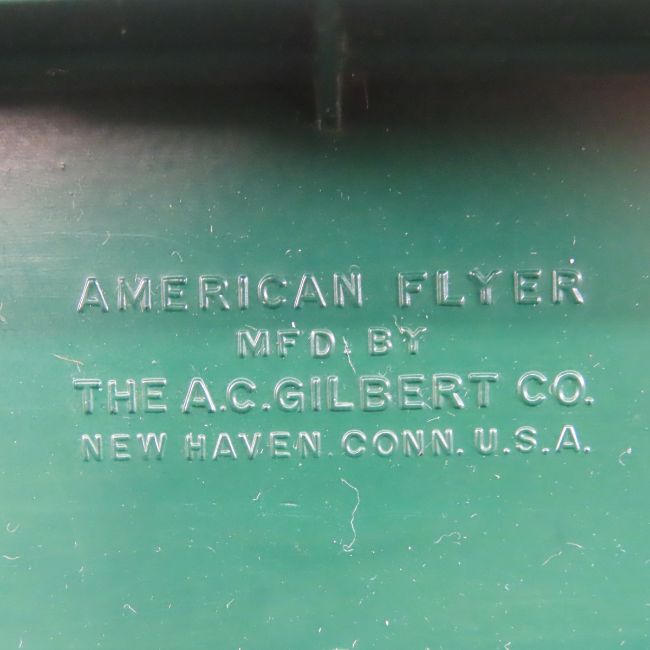 AMERICAN FLYER
MFD. BY
THE A.C. GILBERT CO.
NEW HAVEN. CONN. U.S.A.